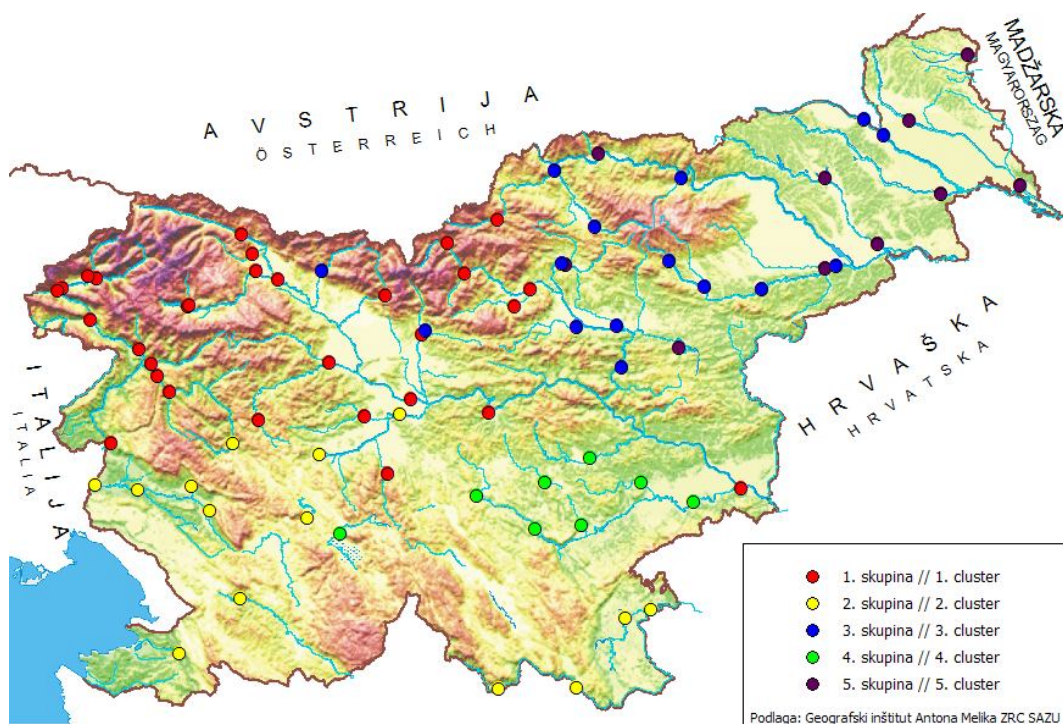 AVSTRIJA
ÖSTERREICH
MADŽARSKA
MAGYARORSZAG
ITALIJA
ITALIA
HRVAŠKA
HRVATSKA
1. skupina // 1. cluster
2. skupina // 2. cluster
3. skupina // 3. cluster
4. skupina // 4. cluster
5. skupina // 5. cluster
Podlaga: Geografski inštitut Antona Melika ZRC SAZU